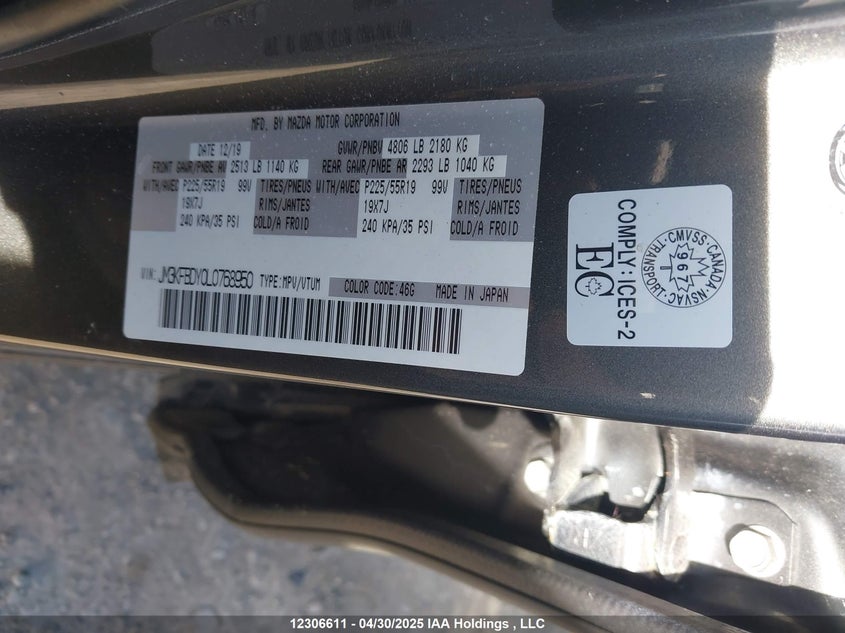 MFD. BY MAZDA MOTOR CORPORATION
DATE 12/19 GVWR/PNBV 4806 LB 2180 KG
FRONT GAWR/PNBE AV 2513 LB 1140 KG REAR GAWR/PNBE AR 2293 LB 1040 KG
WITH/AVEC P225/55R19 99V TIRES/PNEUS WITH/AVEC P225/55R19 99V TIRES/PNEUS
19X7J RIMS/JANTES 19X7J RIMS/JANTES
240 KPA/35 PSI COLD/A FROID 240 KPA/35 PSI COLD/A FROID
VIN: JM3KFBDY0L0768950 TYPE:MPV/VTUM COLOR CODE:46G MADE IN JAPAN
COMPLY: ICES-2
EC
TRANSPORT · CMVSS · CANADA · NSVAC
967
1
12306611 - 04/30/2025 IAA Holdings , LLC